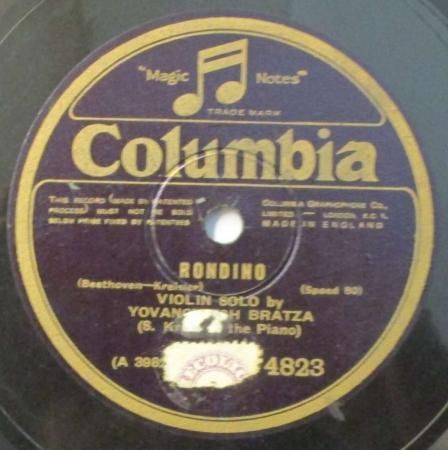 "Magic Notes"
TRADE MARK
Columbia
THIS RECORD (MADE BY PATENTED
PROCESS) MUST NOT BE SOLD
BELOW PRICE FIXED BY PATENTEES
COLUMBIA GRAPHOPHONE CO.,
LIMITED — LONDON, E.C.1.
MADE IN ENGLAND
RONDINO
(Beethoven—Kreisler)
(Speed 80)
VIOLIN SOLO by
BRATZA
(S. the Piano)
(A 4823